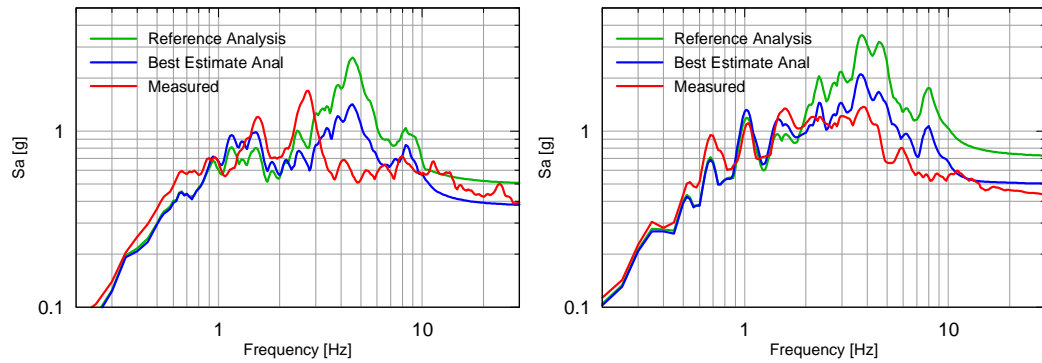 Reference Analysis
Best Estimate Anal
Measured
1
0.1
Sa [g]
1
10
Frequency [Hz]
Reference Analysis
Best Estimate Anal
Measured
1
0.1
Sa [g]
1
10
Frequency [Hz]